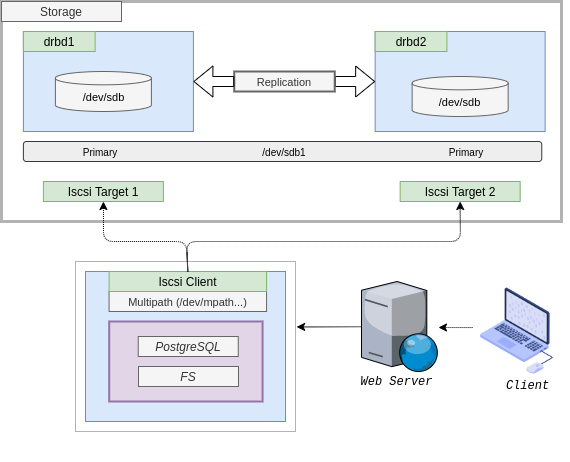 Storage
drbd1
drbd2
/dev/sdb
Replication
/dev/sdb
Primary
/dev/sdb1
Primary
Iscsi Target 1
Iscsi Target 2
Iscsi Client
Multipath (/dev/mpath...)
PostgreSQL
FS
Web Server
Client